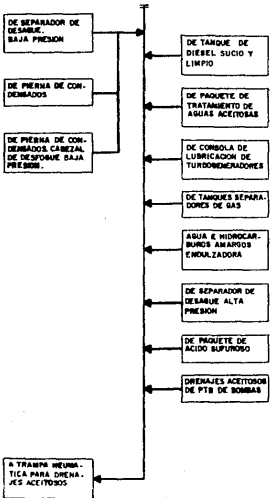 DE SEPARADOR DE
DESAGUE.
BAJA PRESION
DE PIERNA DE CON-
DENSADOS
DE PIERNA DE CON-
DENSADOS CABEZAL
DE DESFOGUE BAJA
PRESION.
DE TANQUE DE
DIESEL SUCIO Y
LIMPIO
DE PAQUETE DE
TRATAMIENTO DE
AGUAS ACEITOSAS
DE CONSOLA DE
LUBRICACION DE
TURBOGENERADORES
DE TANQUES SEPARA-
DORES DE GAS
AGUA E HIDROCAR-
BUROS AMARGOS
ENDULZADORA
DE SEPARADOR DE
DESAGUE ALTA
PRESION
DE PAQUETE DE
ACIDO SUFUROSO
DRENAJES ACEITOSOS
DE PTB DE BOMBAS
A TRAMPA NEUMA-
TICA PARA DRENA-
JES ACEITOSOS